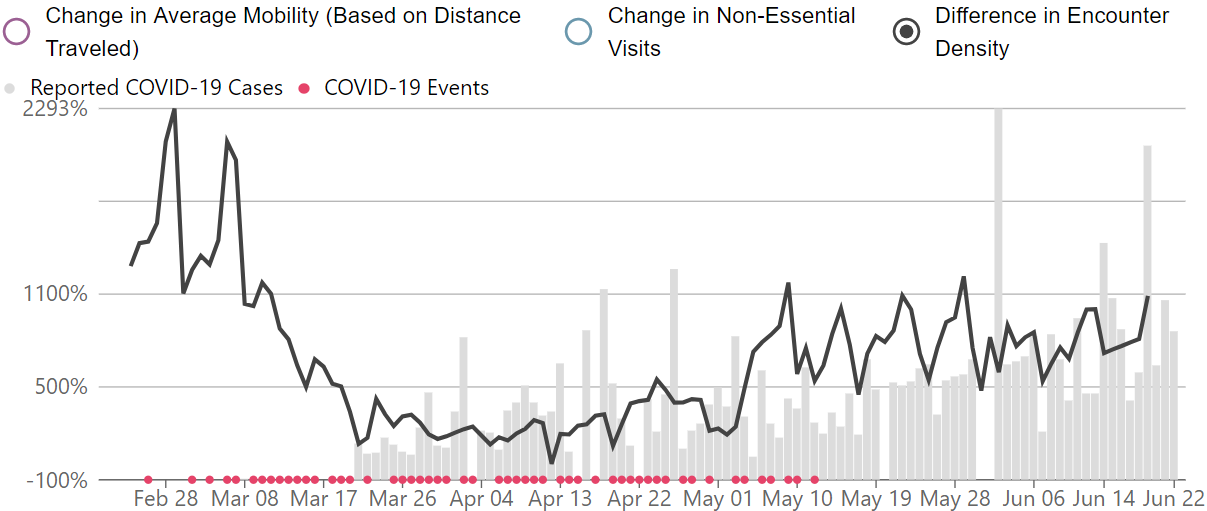 Change in Average Mobility (Based on Distance
Traveled)
Change in Non-Essential
Visits
Difference in Encounter
Density
Reported COVID-19 Cases
COVID-19 Events
2293%
1100%
500%
-100%
Feb 28 Mar 08 Mar 17 Mar 26 Apr 04 Apr 13 Apr 22 May 01 May 10 May 19 May 28 Jun 06 Jun 14 Jun 22